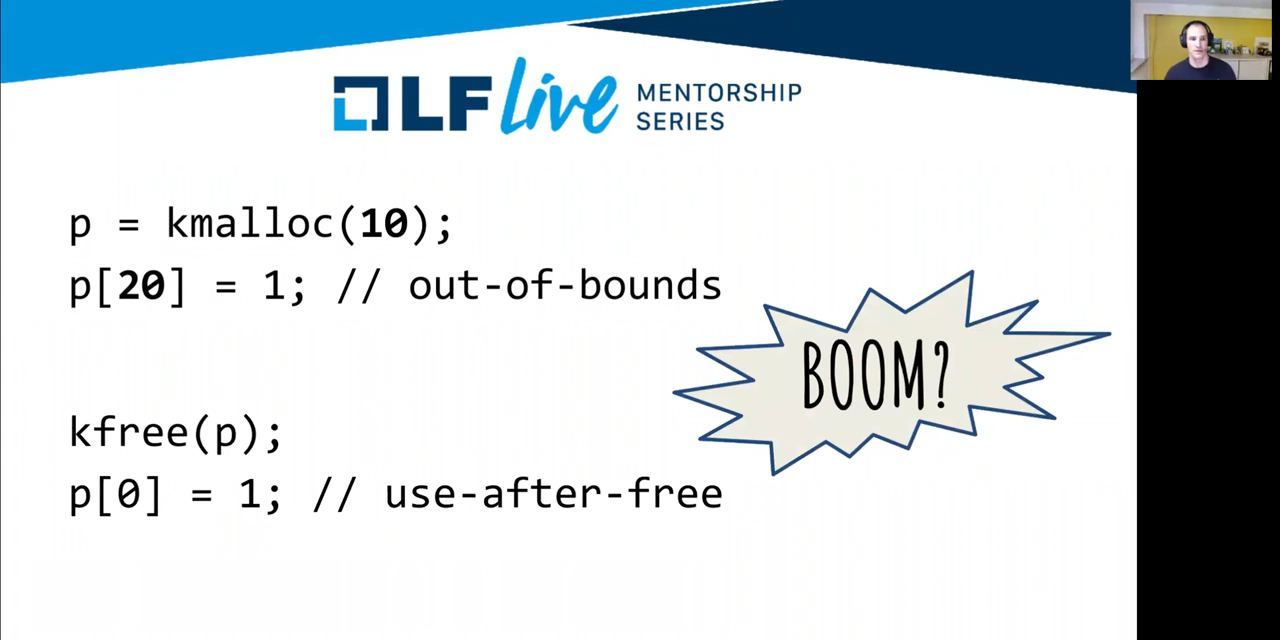 LF Live MENTORSHIP
SERIES
p = kmalloc(10);
p[20] = 1; // out-of-bounds
BOOM?
kfree(p);
p[0] = 1; // use-after-free